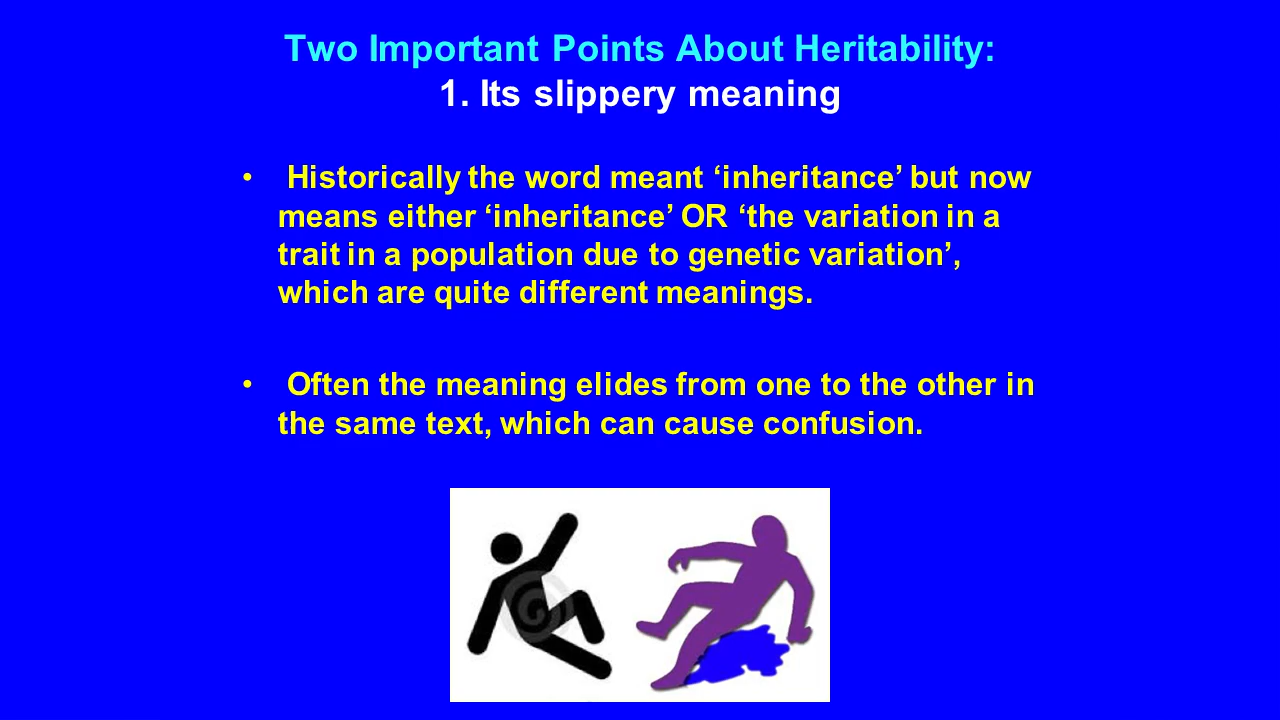 Two Important Points About Heritability:
1. Its slippery meaning
• Historically the word meant ‘inheritance’ but now
means either ‘inheritance’ OR ‘the variation in a
trait in a population due to genetic variation’,
which are quite different meanings.
• Often the meaning elides from one to the other in
the same text, which can cause confusion.